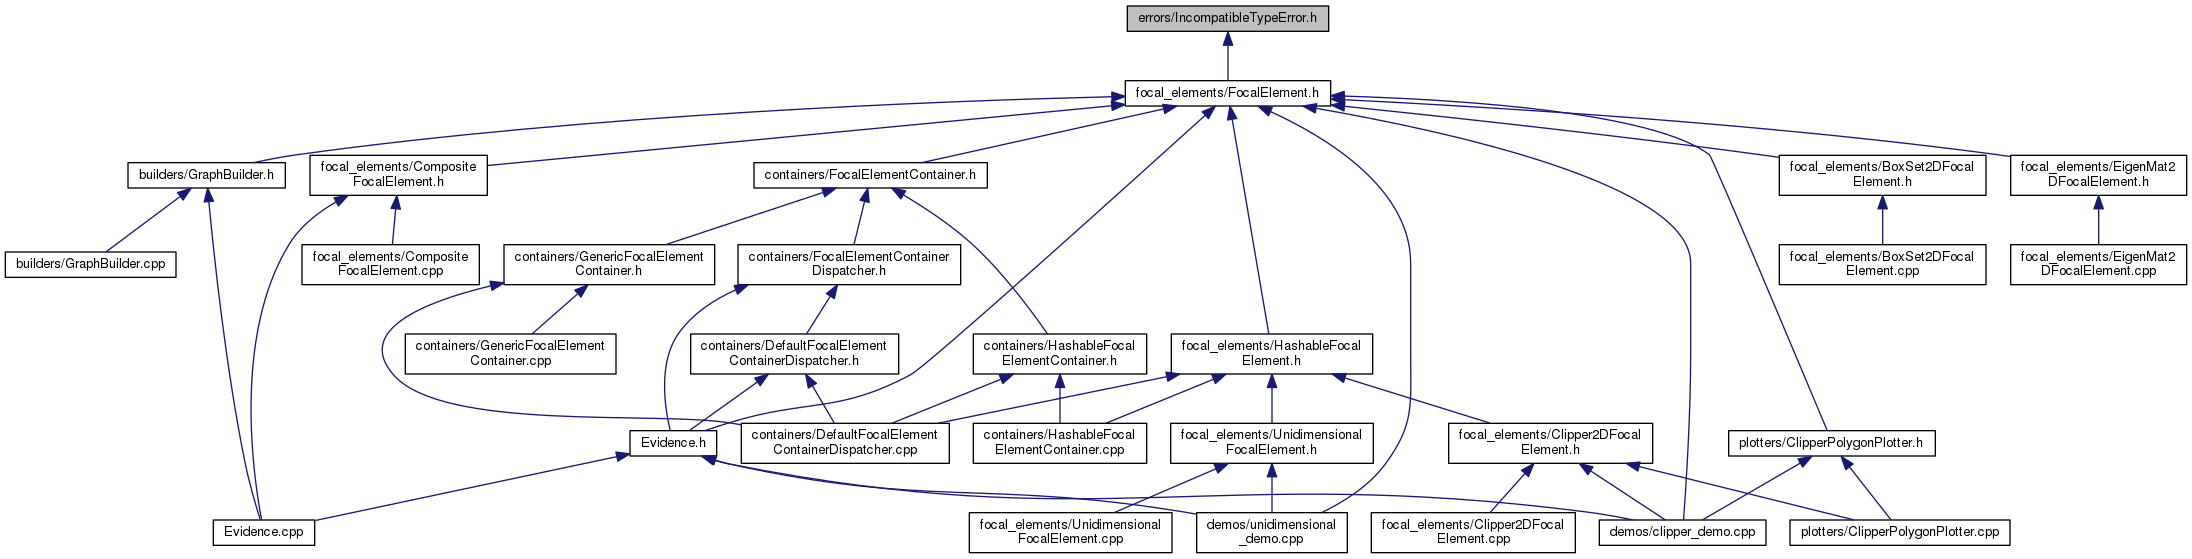 errors/IncompatibleTypeError.h
focal_elements/FocalElement.h
builders/GraphBuilder.h
focal_elements/Composite
FocalElement.h
containers/FocalElementContainer.h
focal_elements/BoxSet2DFocal
Element.h
focal_elements/EigenMat2
DFocalElement.h
builders/GraphBuilder.cpp
focal_elements/Composite
FocalElement.cpp
containers/GenericFocalElement
Container.h
containers/FocalElementContainer
Dispatcher.h
focal_elements/BoxSet2DFocal
Element.cpp
focal_elements/EigenMat2
DFocalElement.cpp
containers/GenericFocalElement
Container.cpp
containers/DefaultFocalElement
ContainerDispatcher.h
containers/HashableFocal
ElementContainer.h
focal_elements/HashableFocal
Element.h
Evidence.h
containers/DefaultFocalElement
ContainerDispatcher.cpp
containers/HashableFocal
ElementContainer.cpp
focal_elements/Unidimensional
FocalElement.h
focal_elements/Clipper2DFocal
Element.h
plotters/ClipperPolygonPlotter.h
Evidence.cpp
focal_elements/Unidimensional
FocalElement.cpp
demos/unidimensional
_demo.cpp
focal_elements/Clipper2DFocal
Element.cpp
demos/clipper_demo.cpp
plotters/ClipperPolygonPlotter.cpp